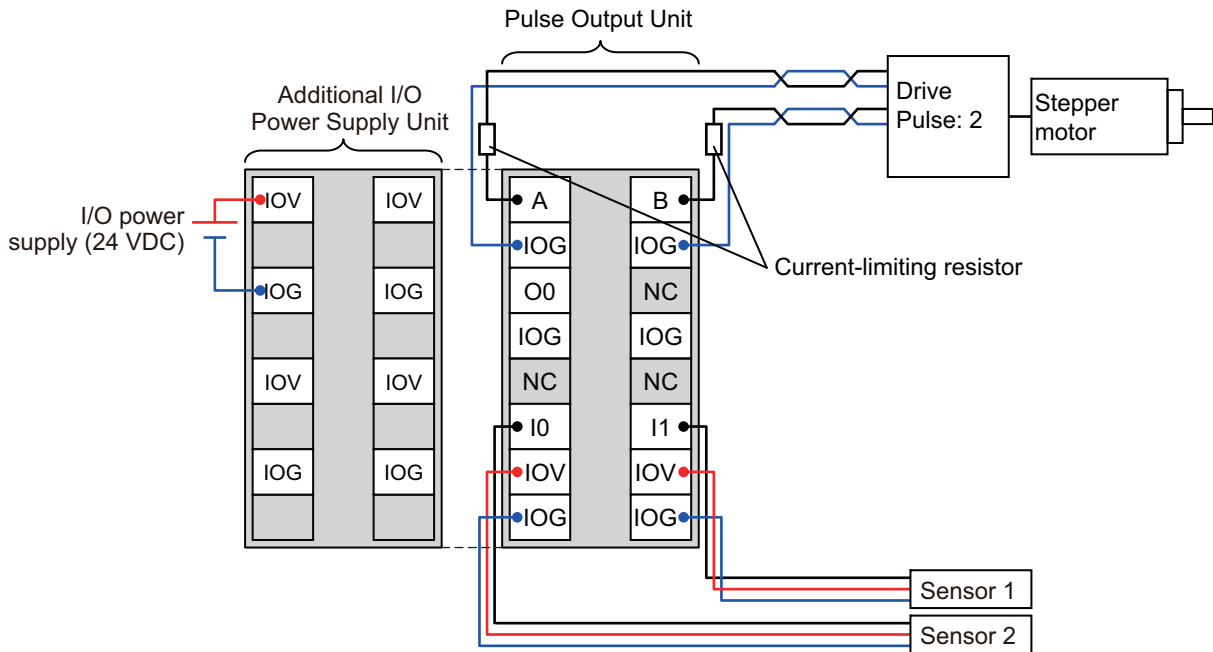 Pulse Output Unit
Additional I/O
Power Supply Unit
Drive
Pulse: 2
Stepper
motor
I/O power
supply (24 VDC)
IOV
IOV
IOG
IOG
IOV
IOV
IOG
IOG
A
B
IOG
IOG
O0
NC
IOG
IOG
NC
NC
I0
I1
IOV
IOV
IOG
IOG
Current-limiting resistor
Sensor 1
Sensor 2